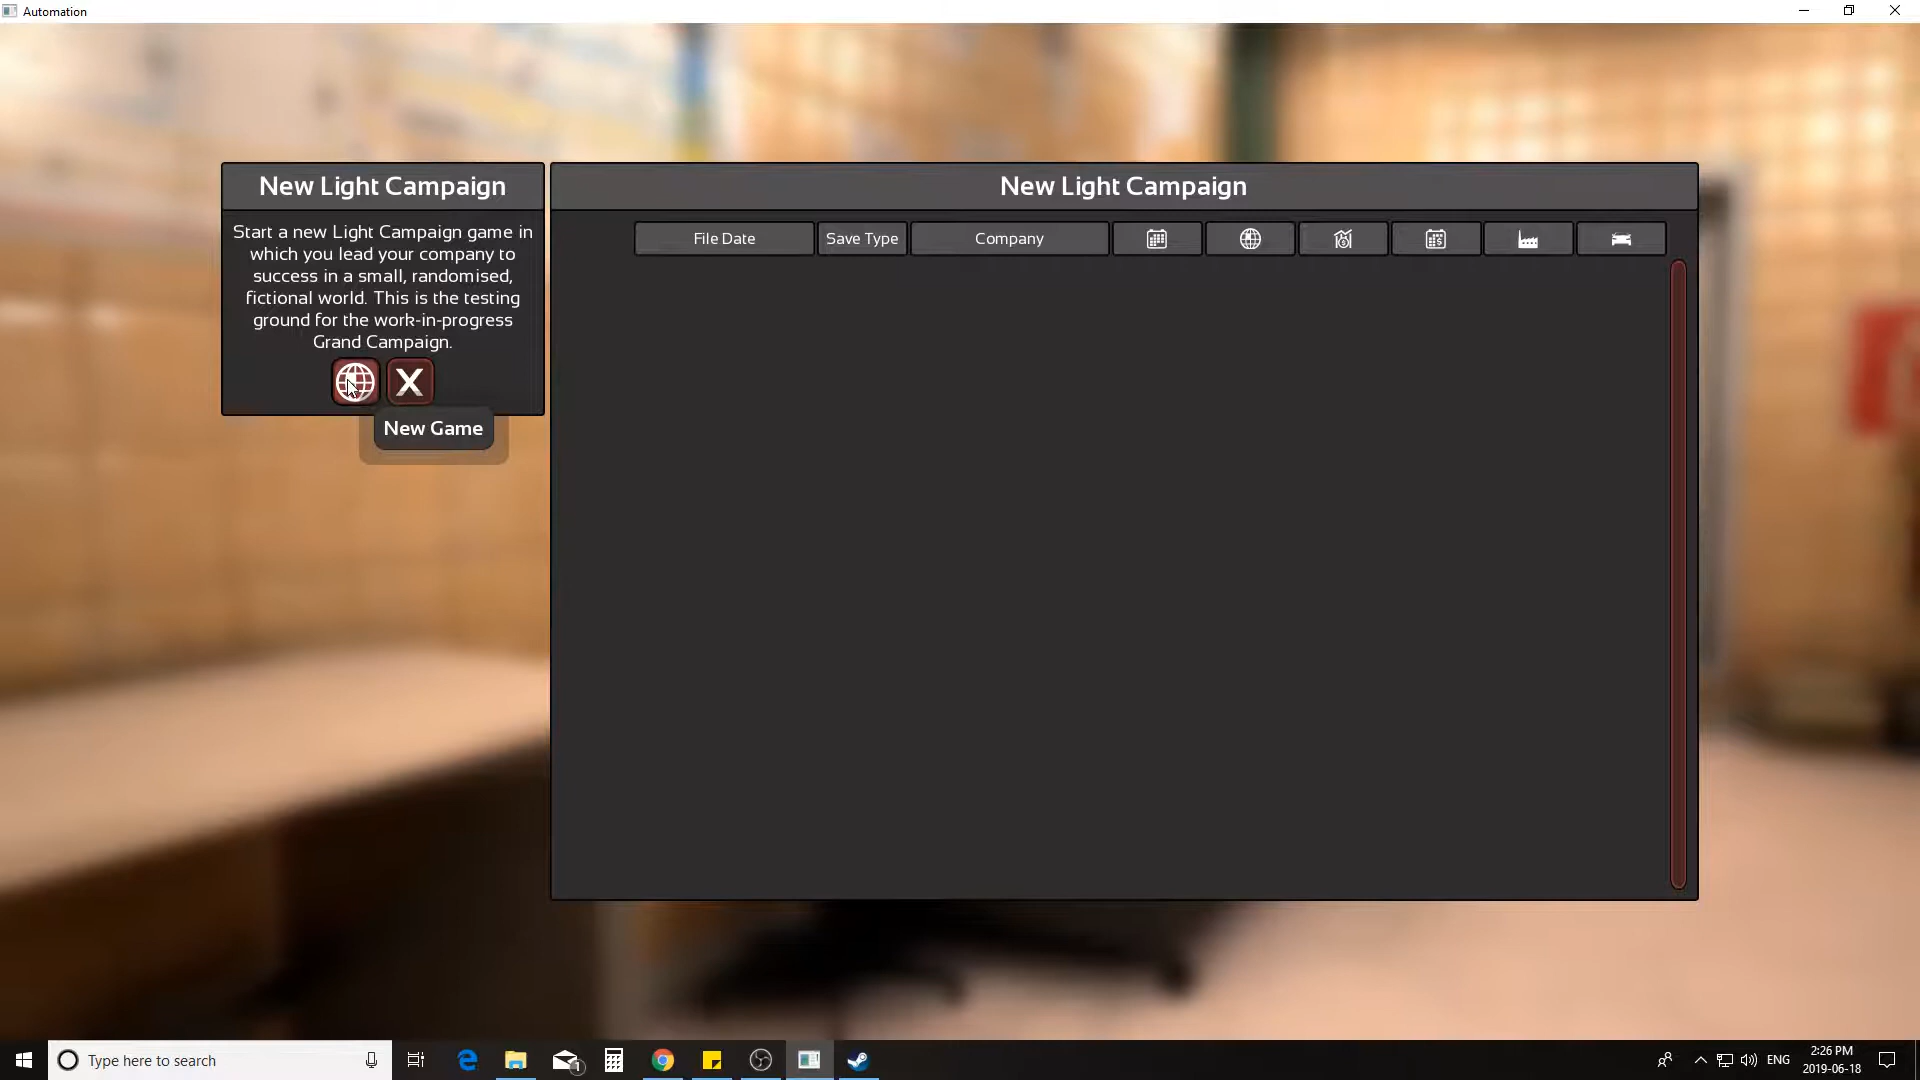 Automation
New Light Campaign
Start a new Light Campaign game in
which you lead your company to
success in a small, randomised,
fictional world. This is the testing
ground for the work-in-progress
Grand Campaign.
X
New Game
New Light Campaign
File Date
Save Type
Company
Type here to search
1
ENG
2:26 PM
2019-06-18